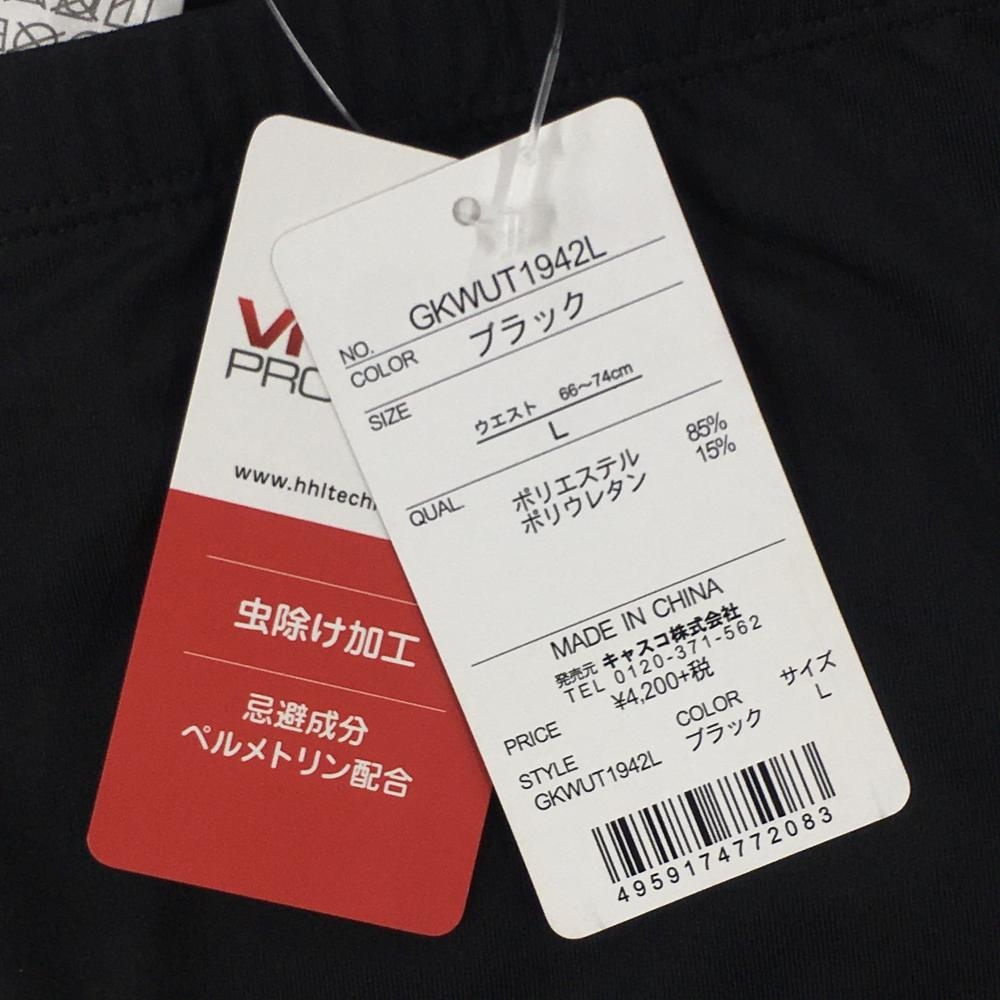 PRO
www.hhltech
虫除け加工
忌避成分
ペルメトリン配合
NO. GKWUT1942L
COLOR ブラック
SIZE ウエスト 66~74cm
L
QUAL. ポリエステル 85%
ポリウレタン 15%
MADE IN CHINA
発売元 キャスコ株式会社
TEL 0120-371-562
PRICE ¥4,200+税
STYLE COLOR サイズ
GKWUT1942L ブラック L
4959174772083